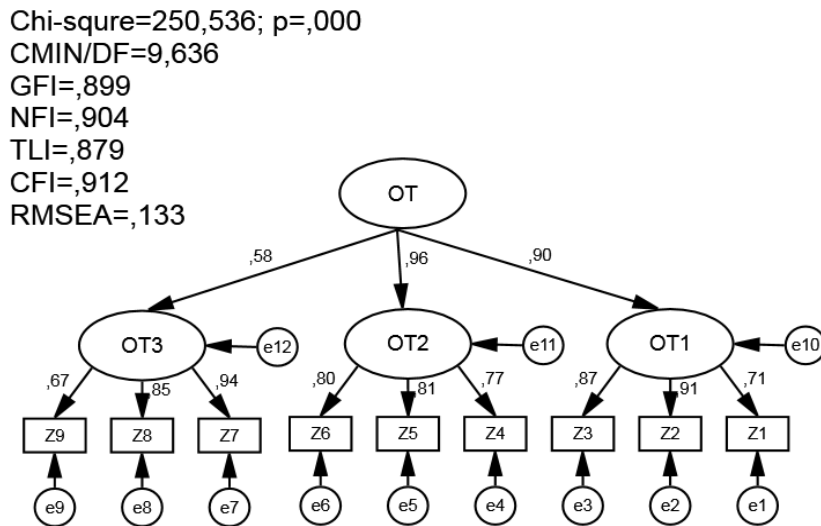 Chi-squre=250,536; p=,000
CMIN/DF=9,636
GFI=,899
NFI=,904
TLI=,879
CFI=,912
RMSEA=,133
OT
,58
,96
,90
OT3
e12
OT2
e11
OT1
e10
,67
,85
,94
,80
,81
,77
,87
,91
,71
Z9
Z8
Z7
Z6
Z5
Z4
Z3
Z2
Z1
e9
e8
e7
e6
e5
e4
e3
e2
e1